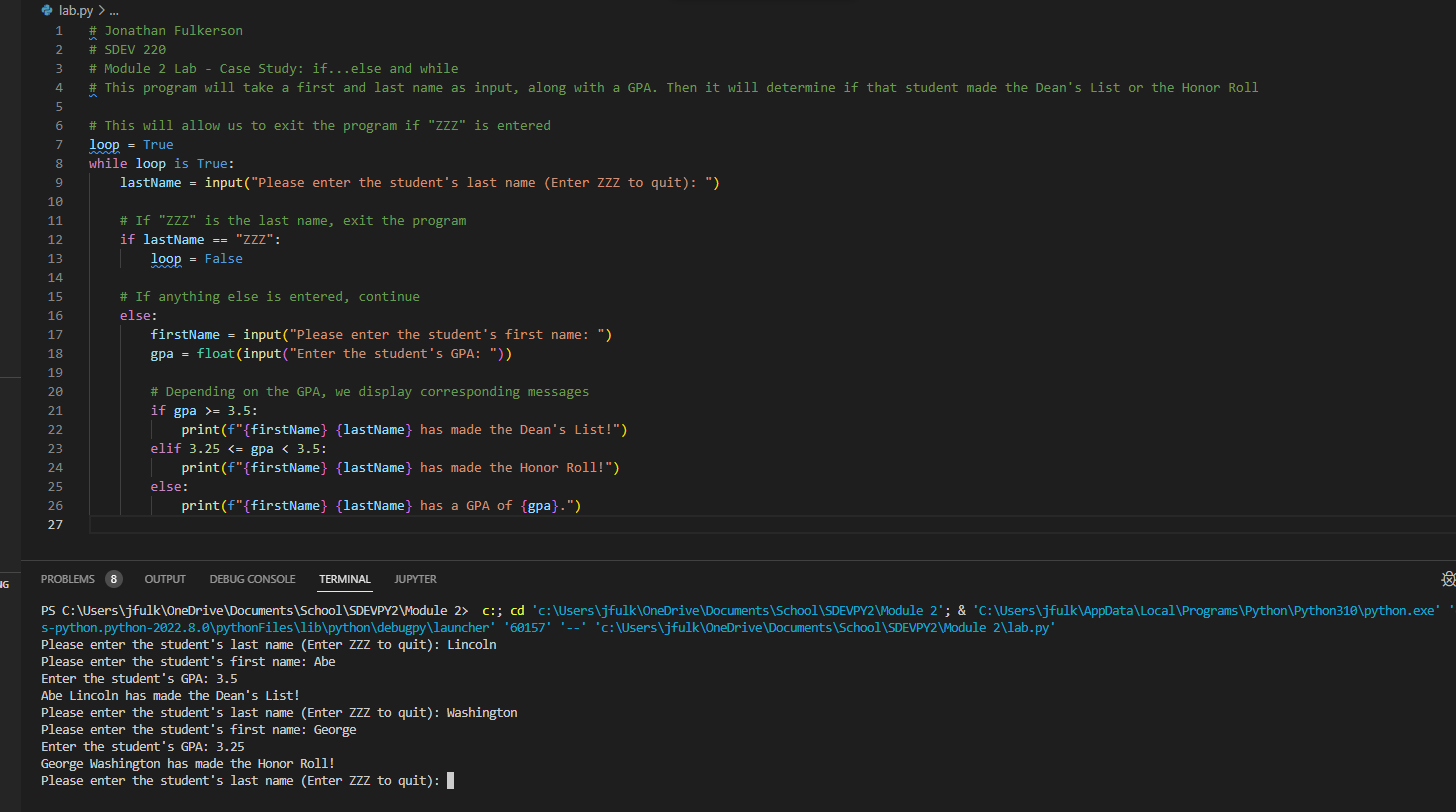 lab.py > ...
1 # Jonathan Fulkerson
2 # SDEV 220
3 # Module 2 Lab - Case Study: if...else and while
4 # This program will take a first and last name as input, along with a GPA. Then it will determine if that student made the Dean's List or the Honor Roll
5
6 # This will allow us to exit the program if "ZZZ" is entered
7 loop = True
8 while loop is True:
9     lastName = input("Please enter the student's last name (Enter ZZZ to quit): ")
10
11     # If "ZZZ" is the last name, exit the program
12     if lastName == "ZZZ":
13         loop = False
14
15     # If anything else is entered, continue
16     else:
17         firstName = input("Please enter the student's first name: ")
18         gpa = float(input("Enter the student's GPA: "))
19
20         # Depending on the GPA, we display corresponding messages
21         if gpa >= 3.5:
22             print(f"{firstName} {lastName} has made the Dean's List!")
23         elif 3.25 <= gpa < 3.5:
24             print(f"{firstName} {lastName} has made the Honor Roll!")
25         else:
26             print(f"{firstName} {lastName} has a GPA of {gpa}.")
27
NG
PROBLEMS 8 OUTPUT DEBUG CONSOLE TERMINAL JUPYTER
PS C:\Users\jfulk\OneDrive\Documents\School\SDEVPY2\Module 2>  c:; cd 'c:\Users\jfulk\OneDrive\Documents\School\SDEVPY2\Module 2'; & 'C:\Users\jfulk\AppData\Local\Programs\Python\Python310\python.exe' '
s-python.python-2022.8.0\pythonFiles\lib\python\debugpy\launcher' '60157' '--' 'c:\Users\jfulk\OneDrive\Documents\School\SDEVPY2\Module 2\lab.py'
Please enter the student's last name (Enter ZZZ to quit): Lincoln
Please enter the student's first name: Abe
Enter the student's GPA: 3.5
Abe Lincoln has made the Dean's List!
Please enter the student's last name (Enter ZZZ to quit): Washington
Please enter the student's first name: George
Enter the student's GPA: 3.25
George Washington has made the Honor Roll!
Please enter the student's last name (Enter ZZZ to quit):